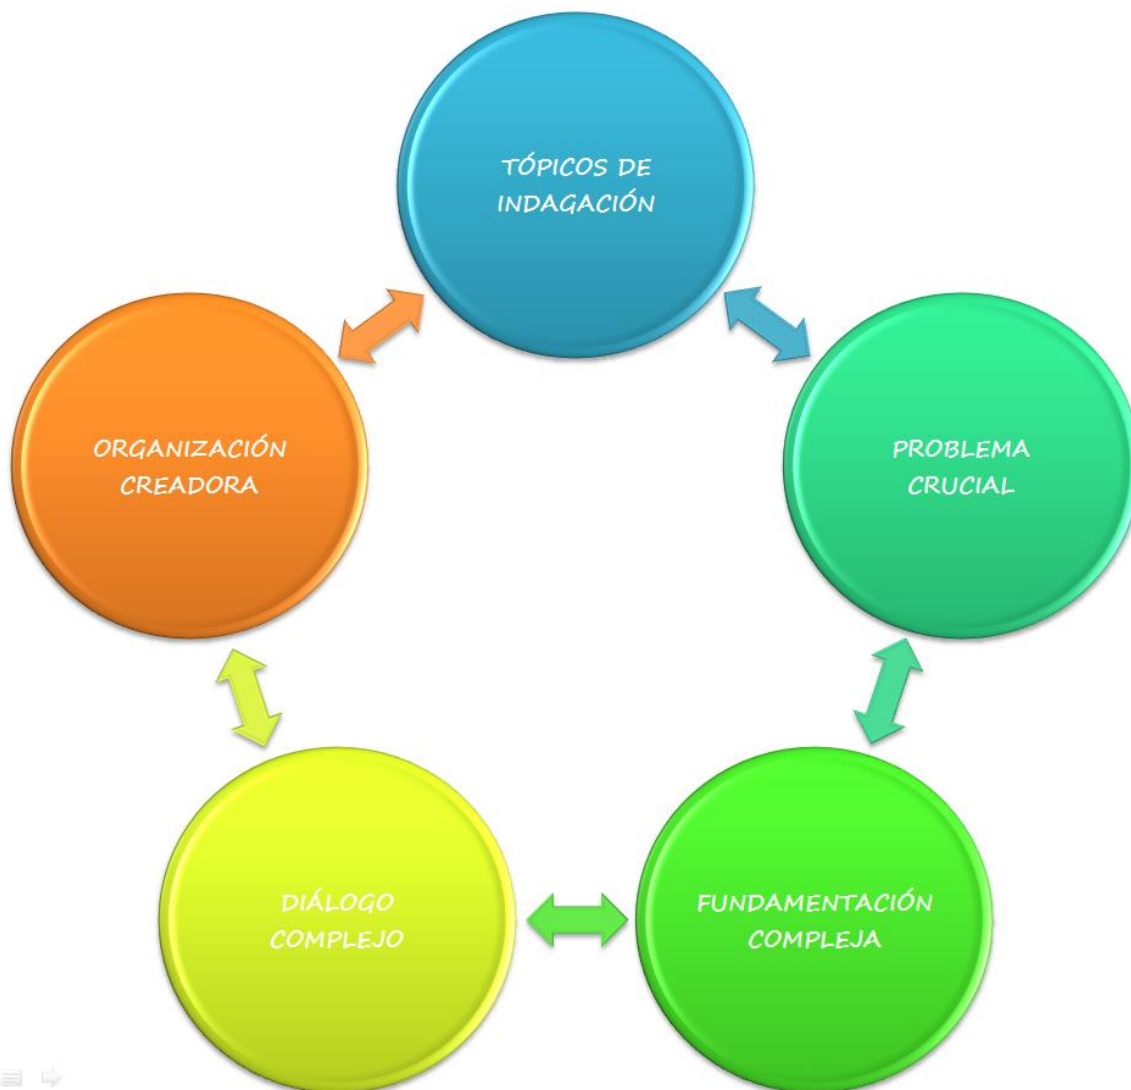 TÓPICOS DE
INDAGACIÓN
PROBLEMA
CRUCIAL
FUNDAMENTACIÓN
COMPLEJA
DIÁLOGO
COMPLEJO
ORGANIZACIÓN
CREADORA